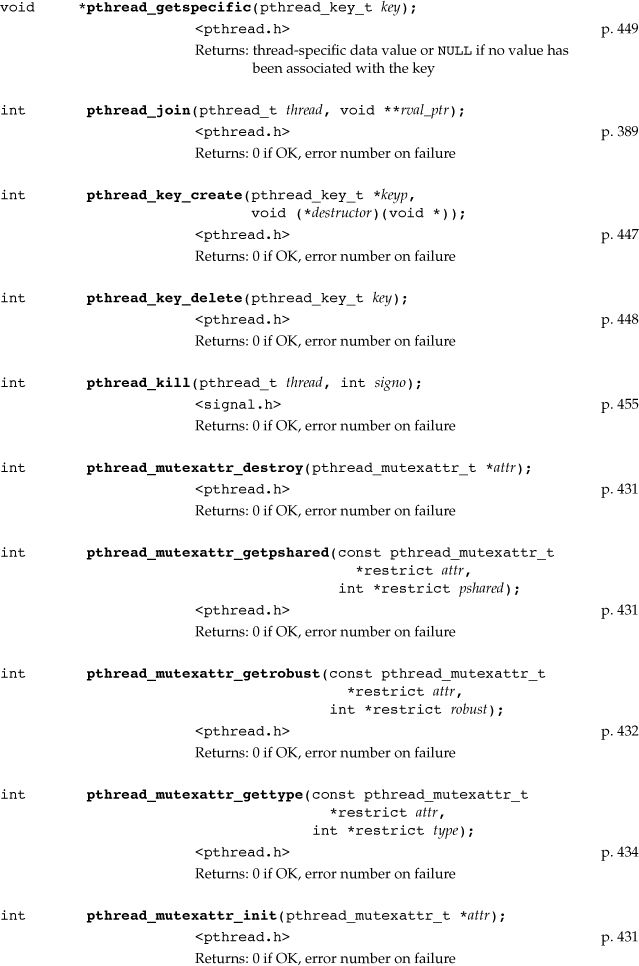 void *pthread_getspecific(pthread_key_t key);
<pthread.h> p. 449
Returns: thread-specific data value or NULL if no value has
been associated with the key
int pthread_join(pthread_t thread, void **rval_ptr);
<pthread.h> p. 389
Returns: 0 if OK, error number on failure
int pthread_key_create(pthread_key_t *keyp,
void (*destructor)(void *));
<pthread.h> p. 447
Returns: 0 if OK, error number on failure
int pthread_key_delete(pthread_key_t key);
<pthread.h> p. 448
Returns: 0 if OK, error number on failure
int pthread_kill(pthread_t thread, int signo);
<signal.h> p. 455
Returns: 0 if OK, error number on failure
int pthread_mutexattr_destroy(pthread_mutexattr_t *attr);
<pthread.h> p. 431
Returns: 0 if OK, error number on failure
int pthread_mutexattr_getpshared(const pthread_mutexattr_t
*restrict attr,
int *restrict pshared);
<pthread.h> p. 431
Returns: 0 if OK, error number on failure
int pthread_mutexattr_getrobust(const pthread_mutexattr_t
*restrict attr,
int *restrict robust);
<pthread.h> p. 432
Returns: 0 if OK, error number on failure
int pthread_mutexattr_gettype(const pthread_mutexattr_t
*restrict attr,
int *restrict type);
<pthread.h> p. 434
Returns: 0 if OK, error number on failure
int pthread_mutexattr_init(pthread_mutexattr_t *attr);
<pthread.h> p. 431
Returns: 0 if OK, error number on failure